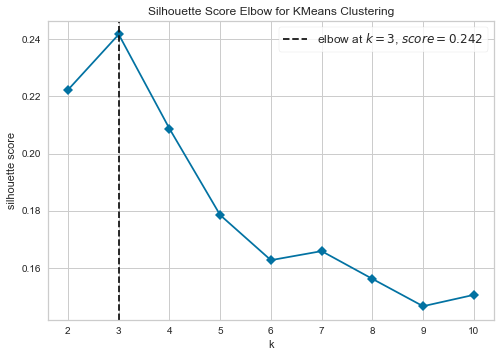 Silhouette Score Elbow for KMeans Clustering
elbow at k = 3, score = 0.242
silhouette score
0.24
0.22
0.20
0.18
0.16
2 3 4 5 6 7 8 9 10
k